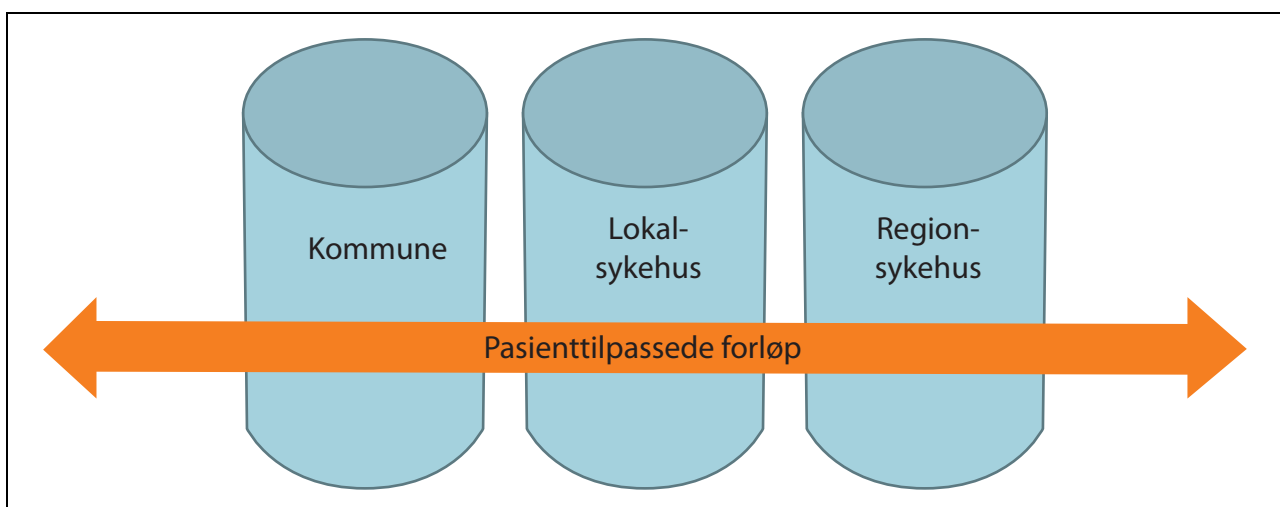 Kommune
Lokal-
sykehus
Region-
sykehus
Pasienttilpassede forløp